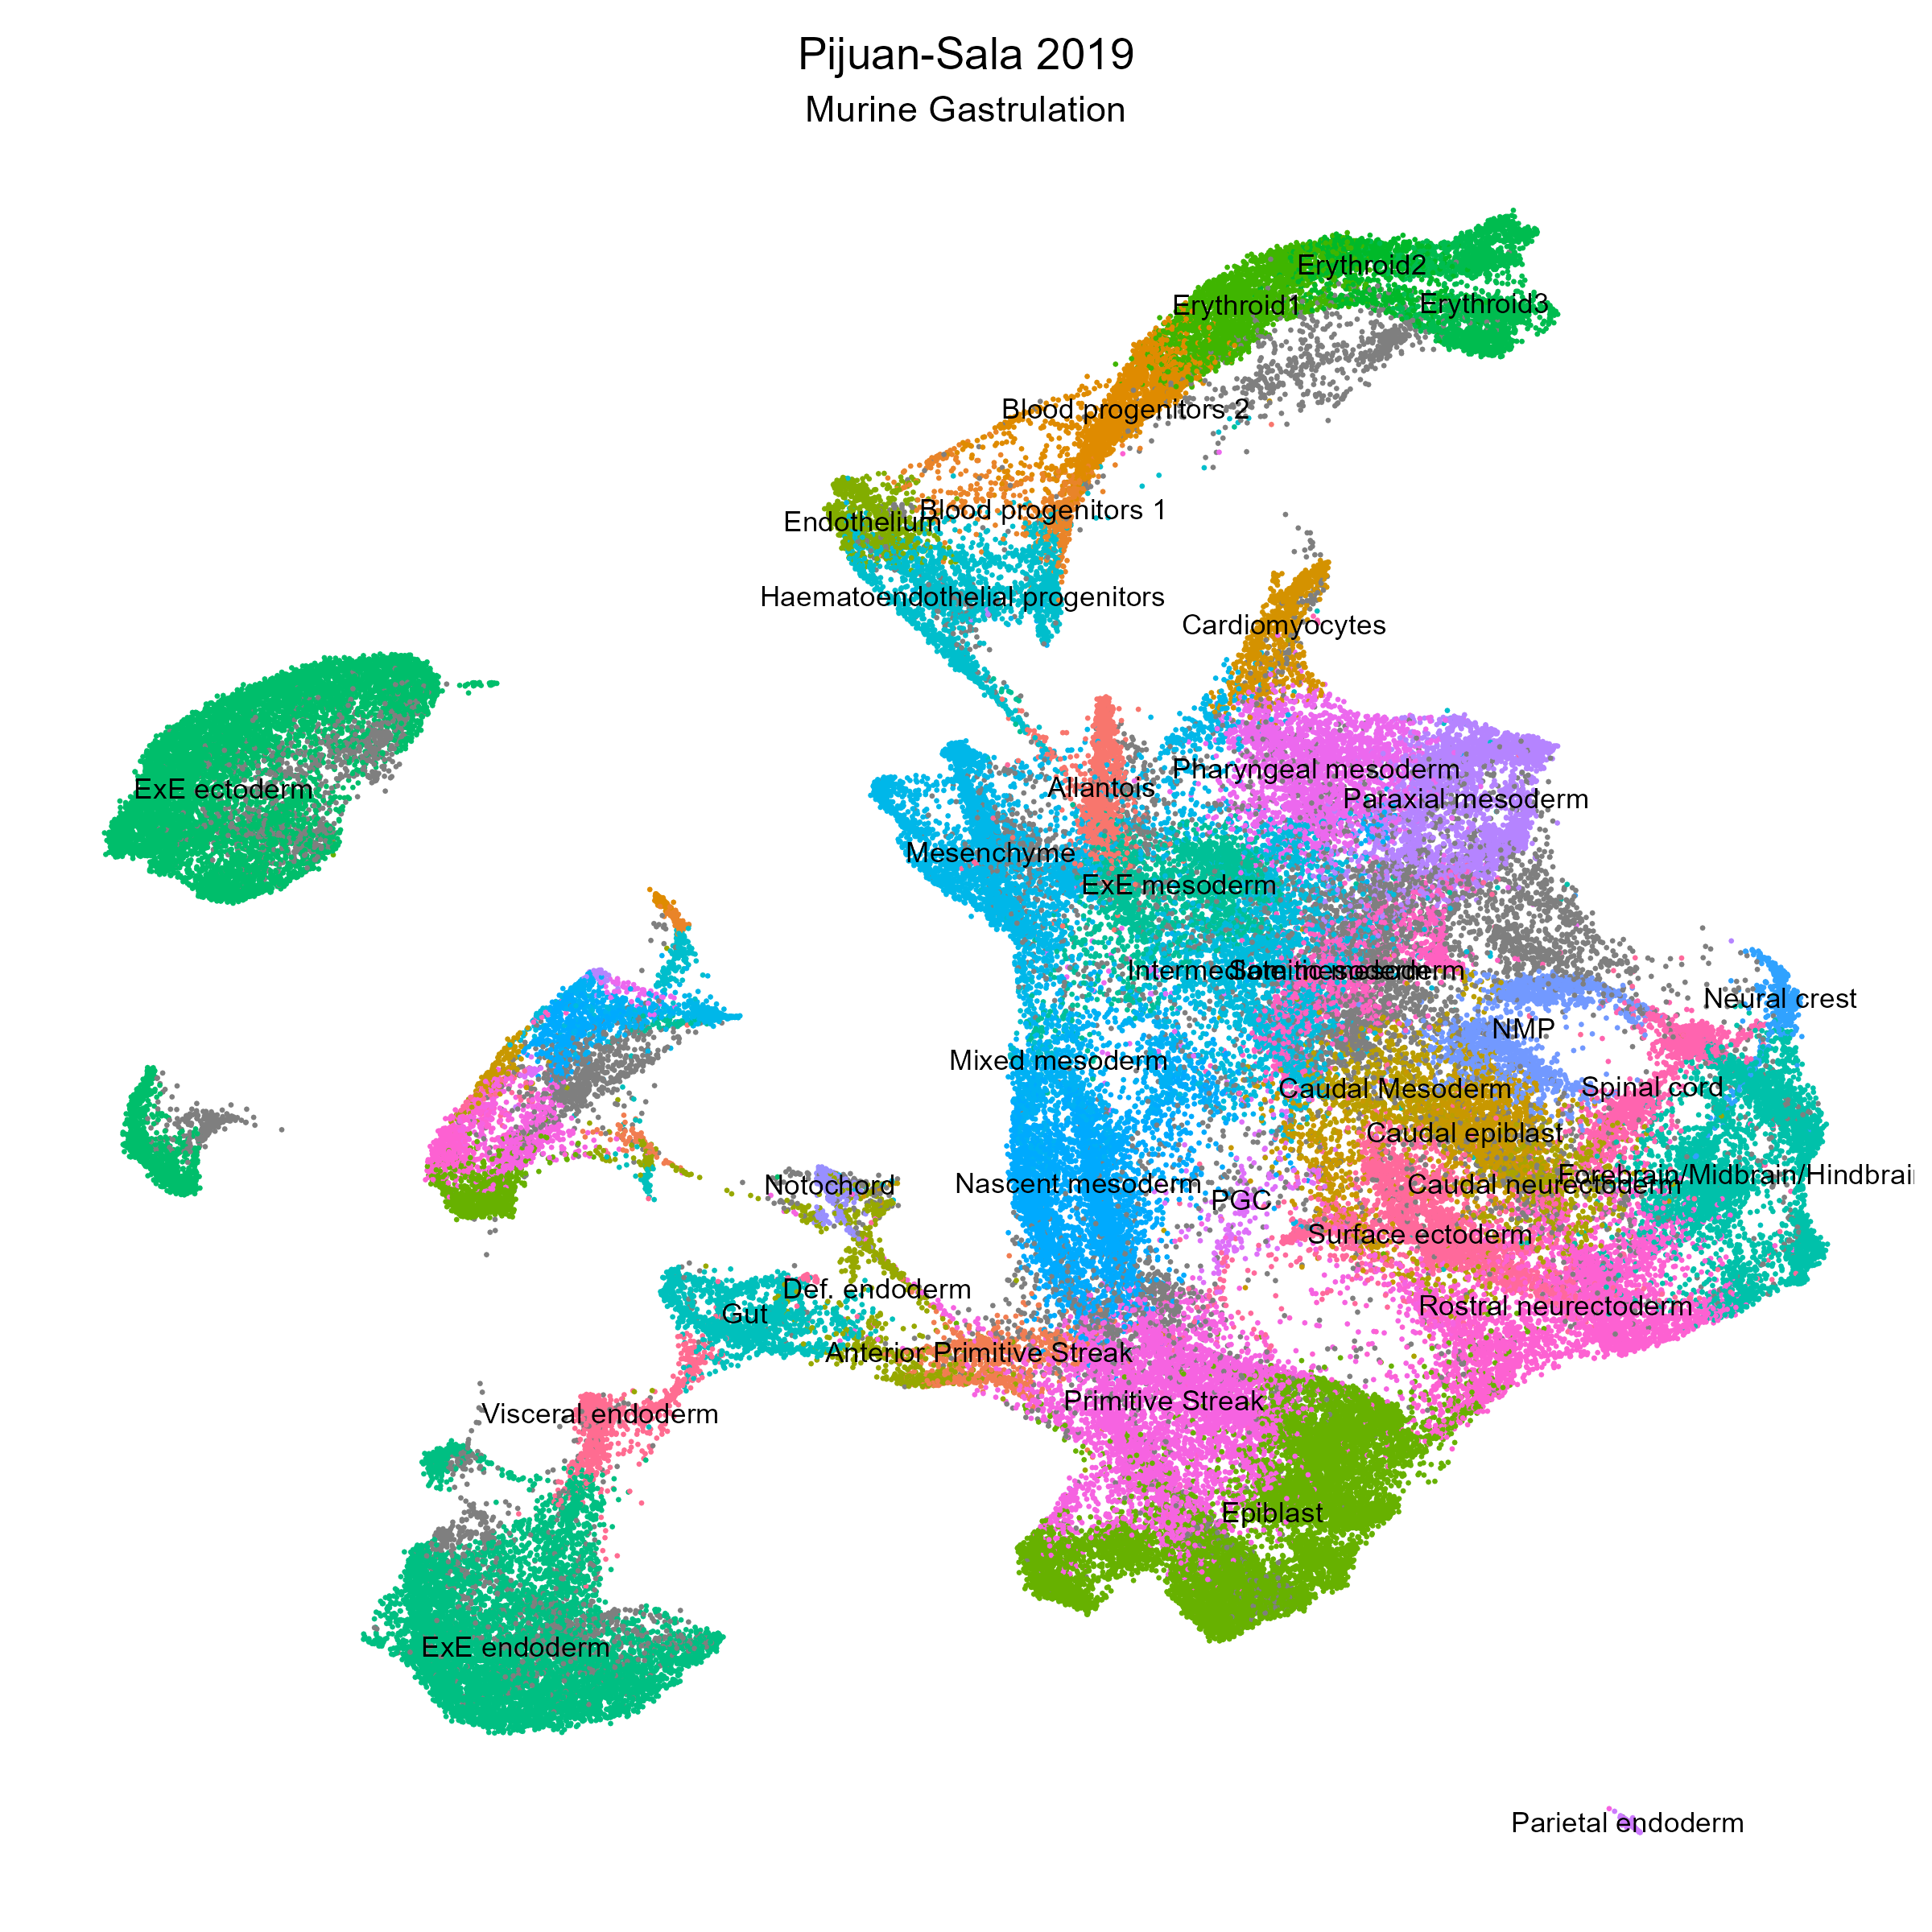 Pijuan-Sala 2019
Murine Gastrulation
Erythroid2
Erythroid1
Erythroid3
Blood progenitors 2
Blood progenitors 1
Endothelium
Haematoendothelial progenitors
Cardiomyocytes
Pharyngeal mesoderm
Allantois
ExE ectoderm
Paraxial mesoderm
Mesenchyme
ExE mesoderm
Intermediate mesoderm
Somitic mesoderm
Neural crest
NMP
Mixed mesoderm
Caudal Mesoderm
Spinal cord
Caudal epiblast
Forebrain/Midbrain/Hindbrain
Notochord
Nascent mesoderm
Caudal neurectoderm
PGC
Surface ectoderm
Def. endoderm
Gut
Rostral neurectoderm
Anterior Primitive Streak
Primitive Streak
Visceral endoderm
Epiblast
ExE endoderm
Parietal endoderm